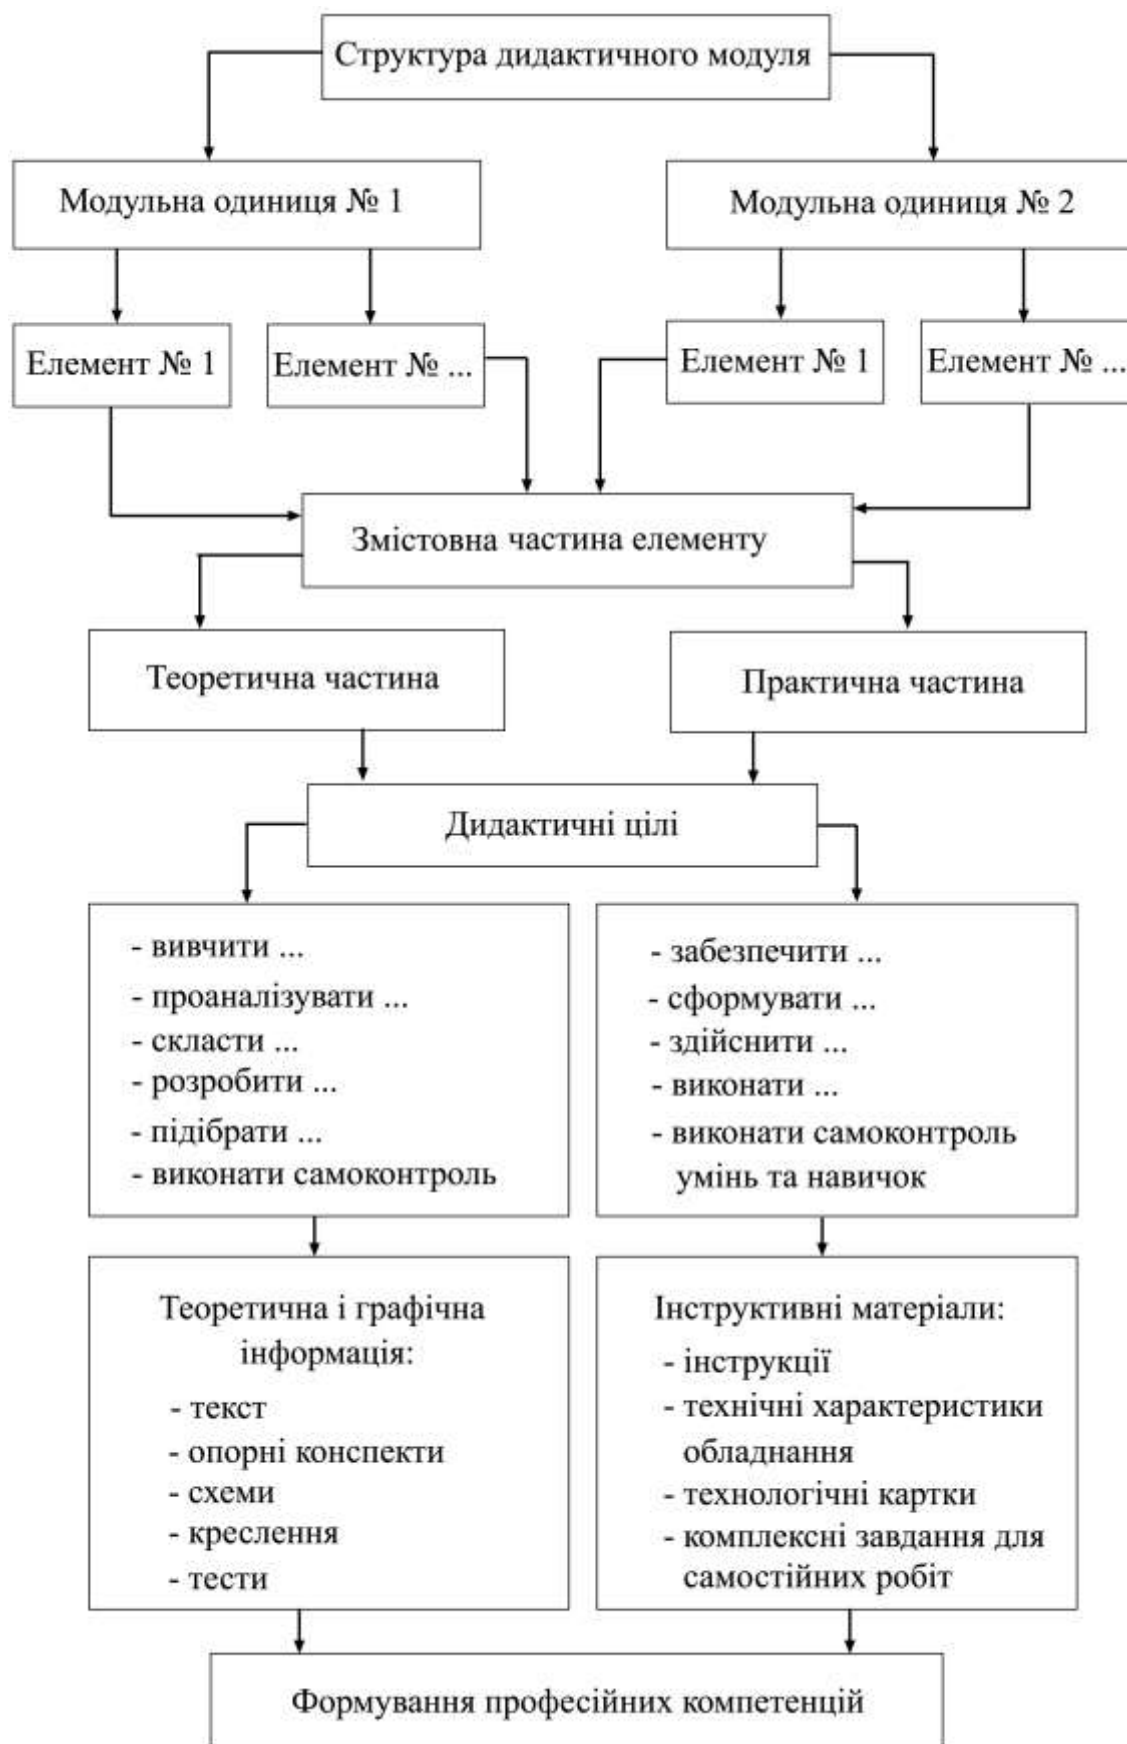 Структура дидактичного модуля
Модульна одиниця № 1
Модульна одиниця № 2
Елемент № 1
Елемент № ...
Елемент № 1
Елемент № ...
Змістовна частина елементу
Теоретична частина
Практична частина
Дидактичні цілі
- вивчити ...
- проаналізувати ...
- скласти ...
- розробити ...
- підібрати ...
- виконати самоконтроль
- забезпечити ...
- сформувати ...
- здійснити ...
- виконати ...
- виконати самоконтроль
умінь та навичок
Теоретична і графічна
інформація:
- текст
- опорні конспекти
- схеми
- креслення
- тести
Інструктивні матеріали:
- інструкції
- технічні характеристики
обладнання
- технологічні картки
- комплексні завдання для
самостійних робіт
Формування професійних компетенцій